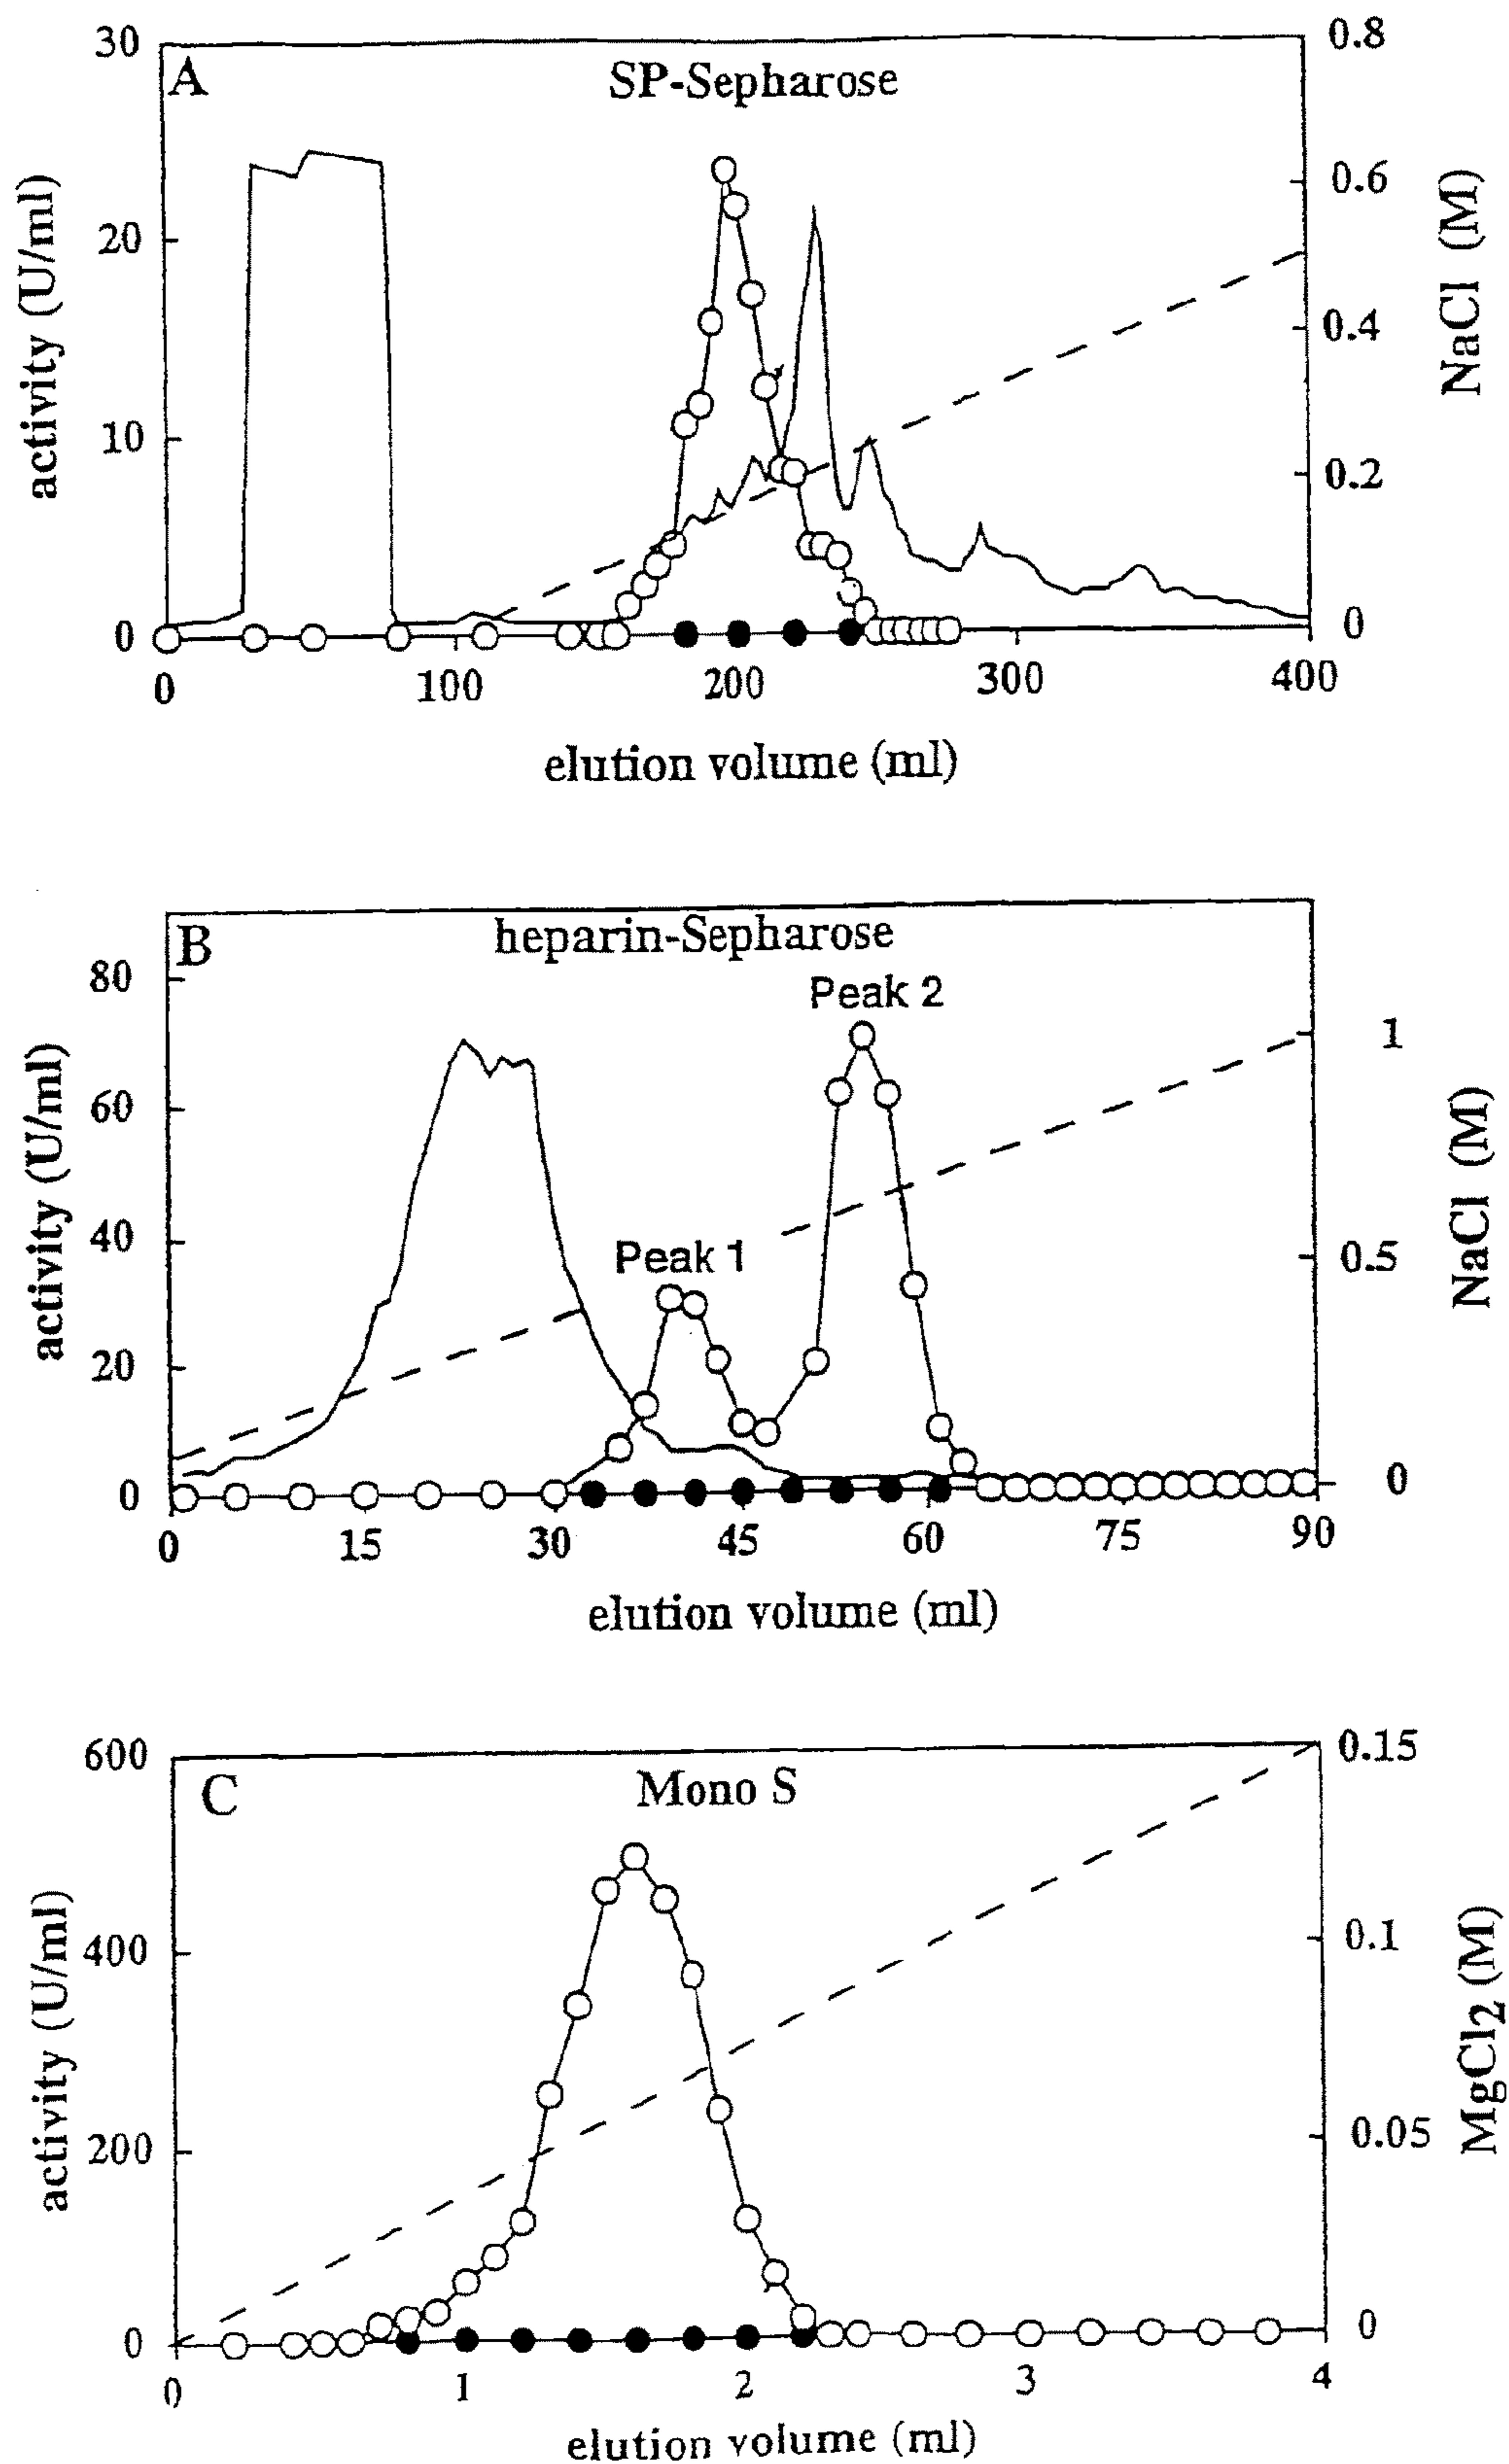 30
0.8
A
SP-Sepharose
activity (U/ml)
20
10
0
0.6
0.4
0.2
0
NaCl (M)
0
100
200
300
400
elution volume (ml)
B
heparin-Sepharose
Peak 2
80
60
40
20
0
activity (U/ml)
Peak 1
1
0.5
0
NaCl (M)
0
15
30
45
60
75
90
elution volume (ml)
600
0.15
C
Mono S
400
200
0
activity (U/ml)
0.1
0.05
0
MgCl2 (M)
0
1
2
3
4
elution volume (ml)